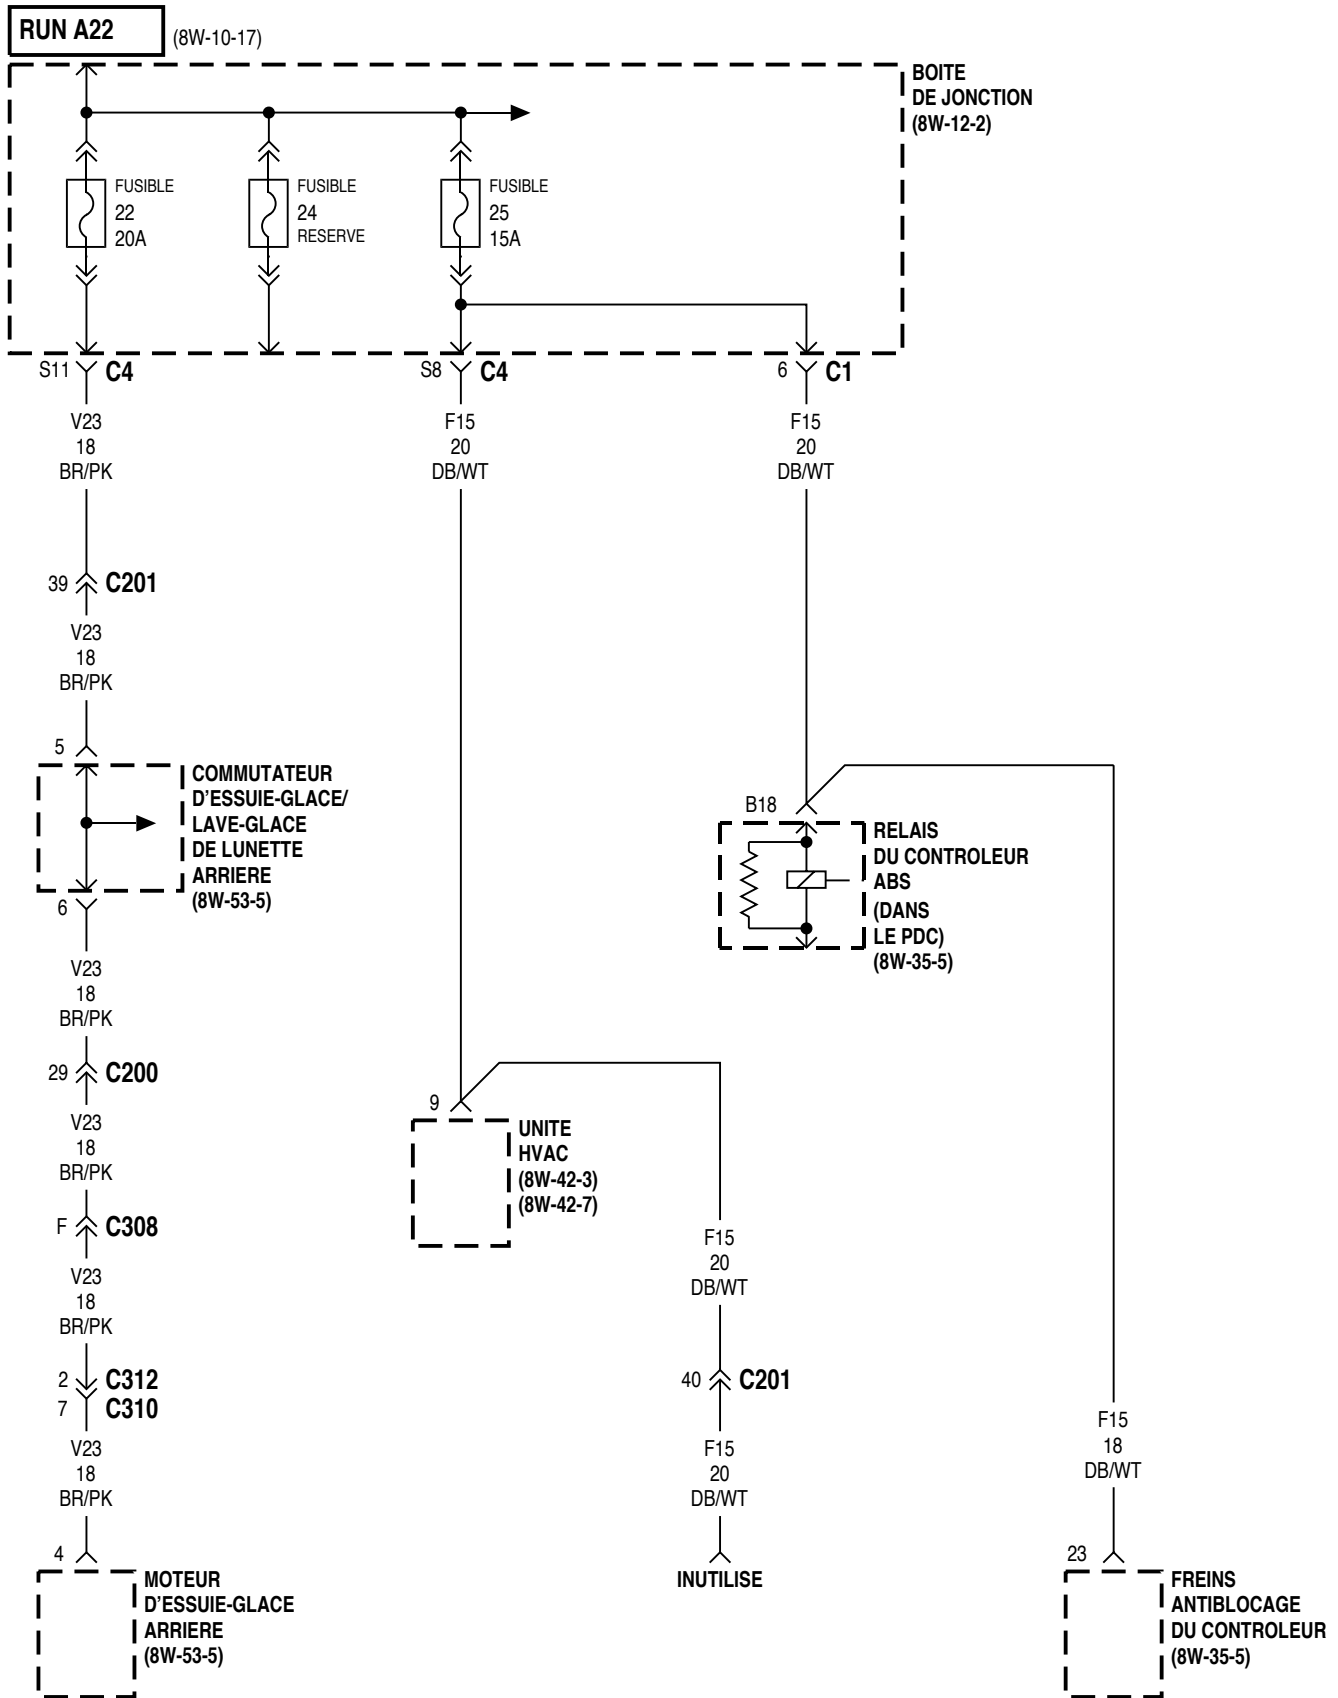 RUN A22
(8W-10-17)
BOITE
DE JONCTION
(8W-12-2)
FUSIBLE
22
20A
FUSIBLE
24
RESERVE
FUSIBLE
25
15A
S11 C4
S8 C4
6 C1
V23
18
BR/PK
F15
20
DB/WT
F15
20
DB/WT
39 C201
V23
18
BR/PK
5
COMMUTATEUR
D'ESSUIE-GLACE/
LAVE-GLACE
DE LUNETTE
ARRIERE
(8W-53-5)
6
B18
RELAIS
DU CONTROLEUR
ABS
(DANS
LE PDC)
(8W-35-5)
V23
18
BR/PK
29 C200
V23
18
BR/PK
9
UNITE
HVAC
(8W-42-3)
(8W-42-7)
F C308
V23
18
BR/PK
F15
20
DB/WT
2 C312
7 C310
40 C201
V23
18
BR/PK
F15
20
DB/WT
F15
18
DB/WT
4
MOTEUR
D'ESSUIE-GLACE
ARRIERE
(8W-53-5)
INUTILISE
23
FREINS
ANTIBLOCAGE
DU CONTROLEUR
(8W-35-5)